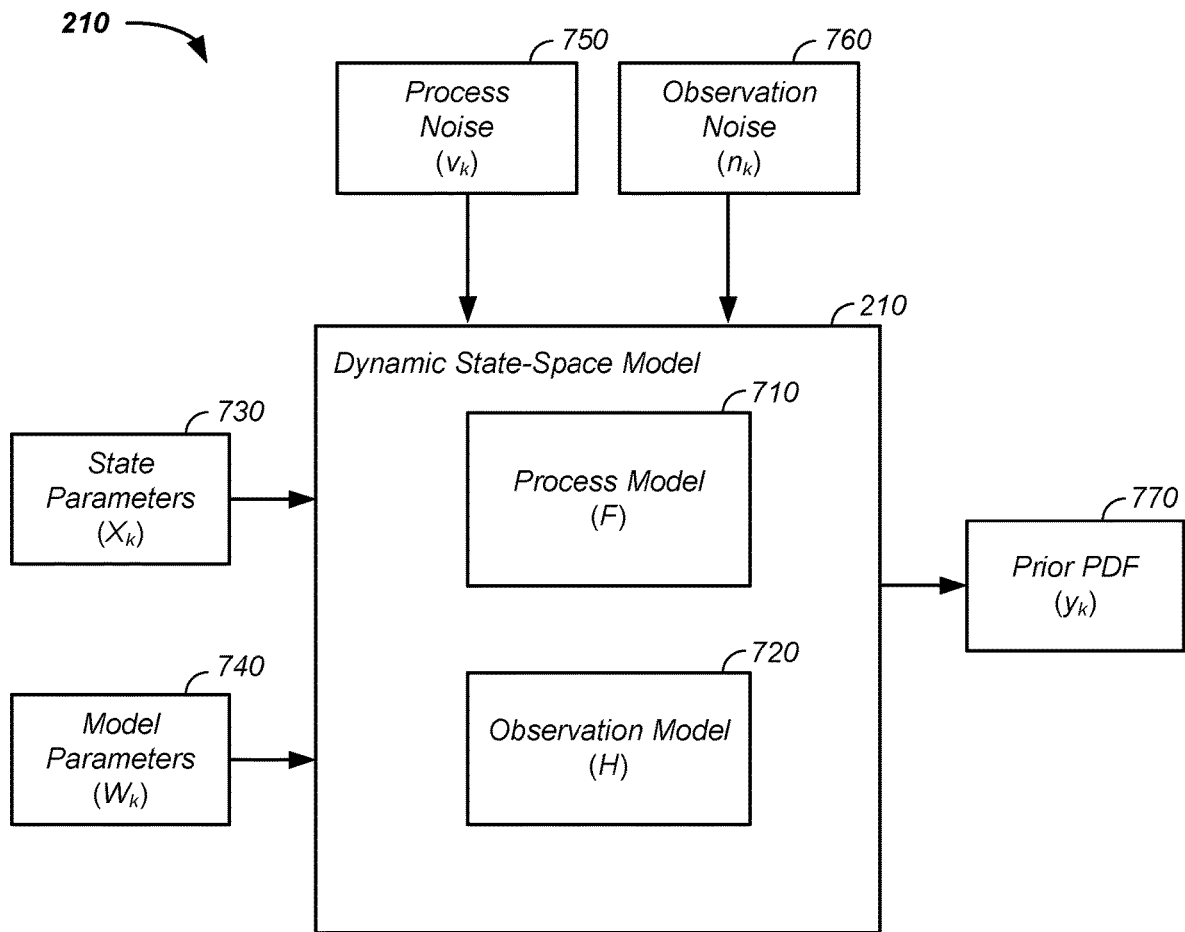 210
750
760
Process
Noise
(vk)
Observation
Noise
(nk)
210
Dynamic State-Space Model
710
Process Model
(F)
730
State
Parameters
(Xk)
770
Prior PDF
(yk)
720
Observation Model
(H)
740
Model
Parameters
(Wk)